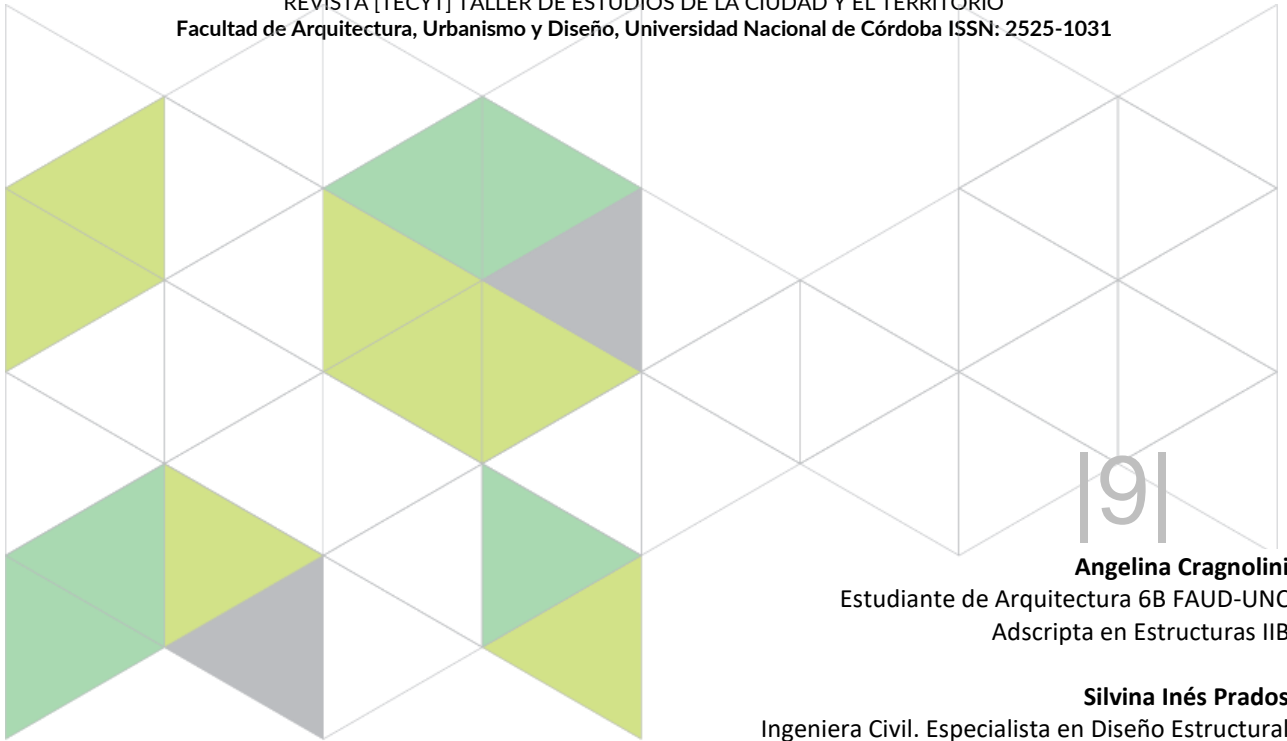 REVISTA [TECYT] TALLER DE ESTUDIOS DE LA CIUDAD Y EL TERRITORIO
Facultad de Arquitectura, Urbanismo y Diseño, Universidad Nacional de Córdoba ISSN: 2525-1031
|9|
Angelina Cragnolini
Estudiante de Arquitectura 6B FAUD-UNC
Adscripta en Estructuras IIB
Silvina Inés Prados
Ingeniera Civil. Especialista en Diseño Estructural